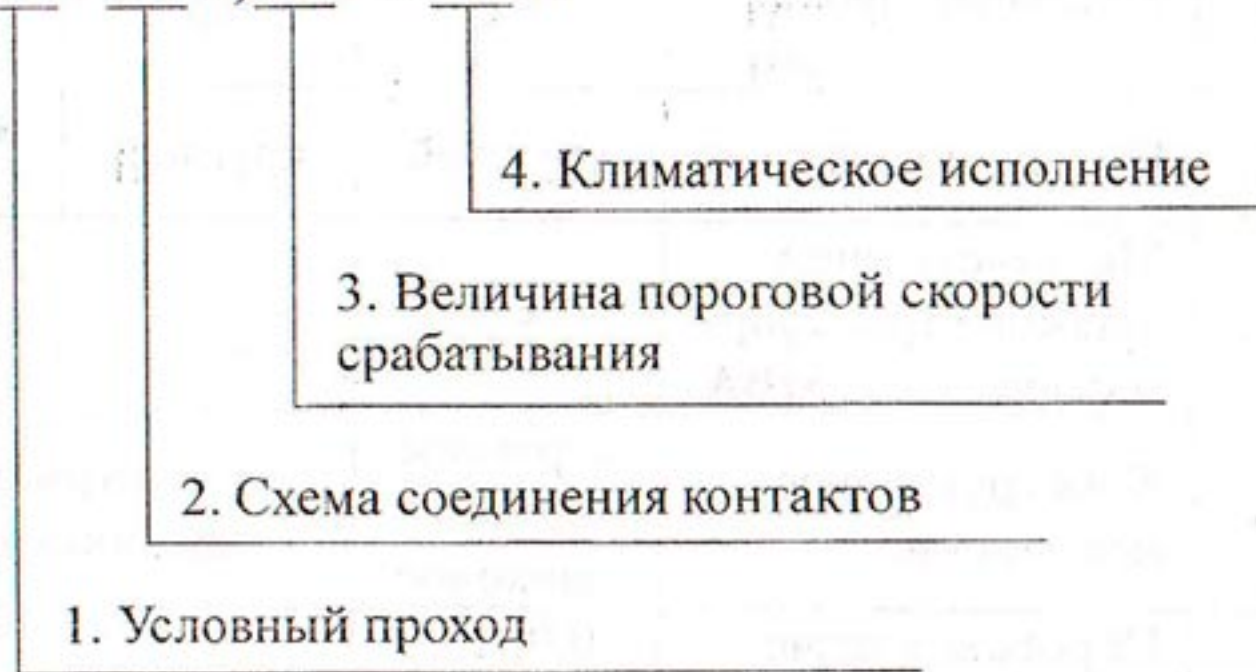 4. Климатическое исполнение
3. Величина пороговой скорости
срабатывания
2. Схема соединения контактов
1. Условный проход